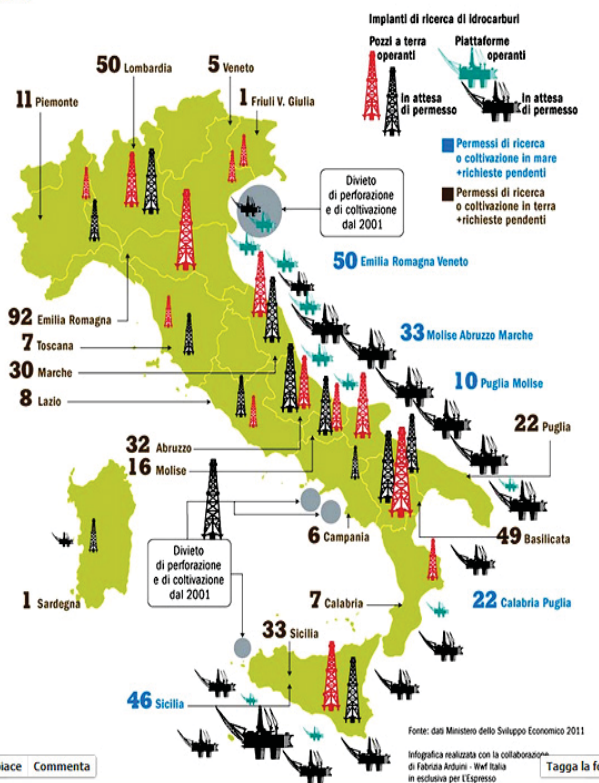 Impianti di ricerca di idrocarburi
Pozzi a terra
operanti
Piattaforme
operanti
In attesa
di permesso
In attesa
di permesso
Permessi di ricerca
o coltivazione in mare
+richieste pendenti
Permessi di ricerca
o coltivazione in terra
+richieste pendenti
50 Lombardia
5 Veneto
1 Friuli V. Giulia
11 Piemonte
Divieto
di perforazione
e di coltivazione
dal 2001
50 Emilia Romagna Veneto
92 Emilia Romagna
7 Toscana
30 Marche
8 Lazio
33 Molise Abruzzo Marche
10 Puglia Molise
22 Puglia
32 Abruzzo
16 Molise
6 Campania
49 Basilicata
Divieto
di perforazione
e di coltivazione
dal 2001
1 Sardegna
7 Calabria
22 Calabria Puglia
33 Sicilia
46 Sicilia
Fonte: dati Ministero dello Sviluppo Economico 2011
Infografica realizzata con la collaborazione
di Fabrizia Arduini - Wwf Italia
in esclusiva per l'Espresso
iace Commenta
Tagga la fo